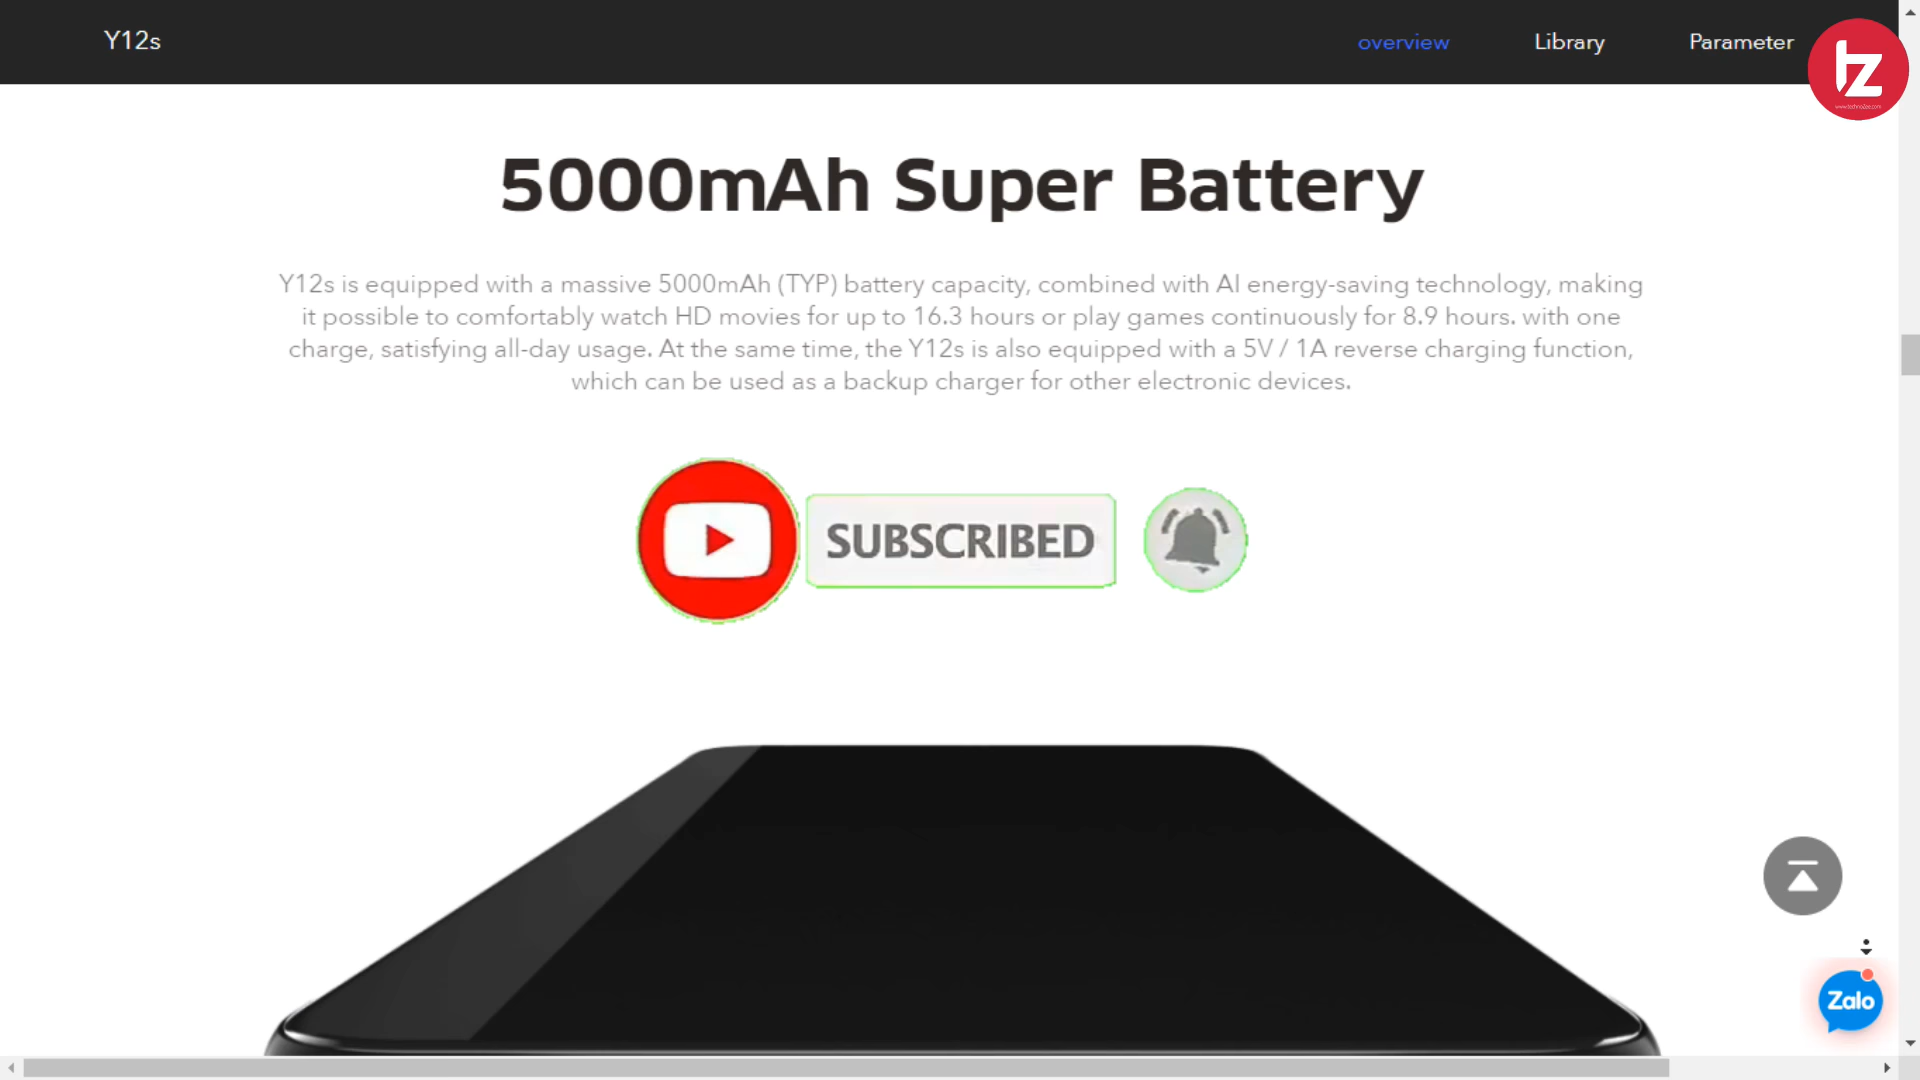 Y12s
overview
Library
Parameter
tz
www.technozee.com
5000mAh Super Battery
Y12s is equipped with a massive 5000mAh (TYP) battery capacity, combined with AI energy-saving technology, making
it possible to comfortably watch HD movies for up to 16.3 hours or play games continuously for 8.9 hours. with one
charge, satisfying all-day usage. At the same time, the Y12s is also equipped with a 5V / 1A reverse charging function,
which can be used as a backup charger for other electronic devices.
SUBSCRIBED
Zalo